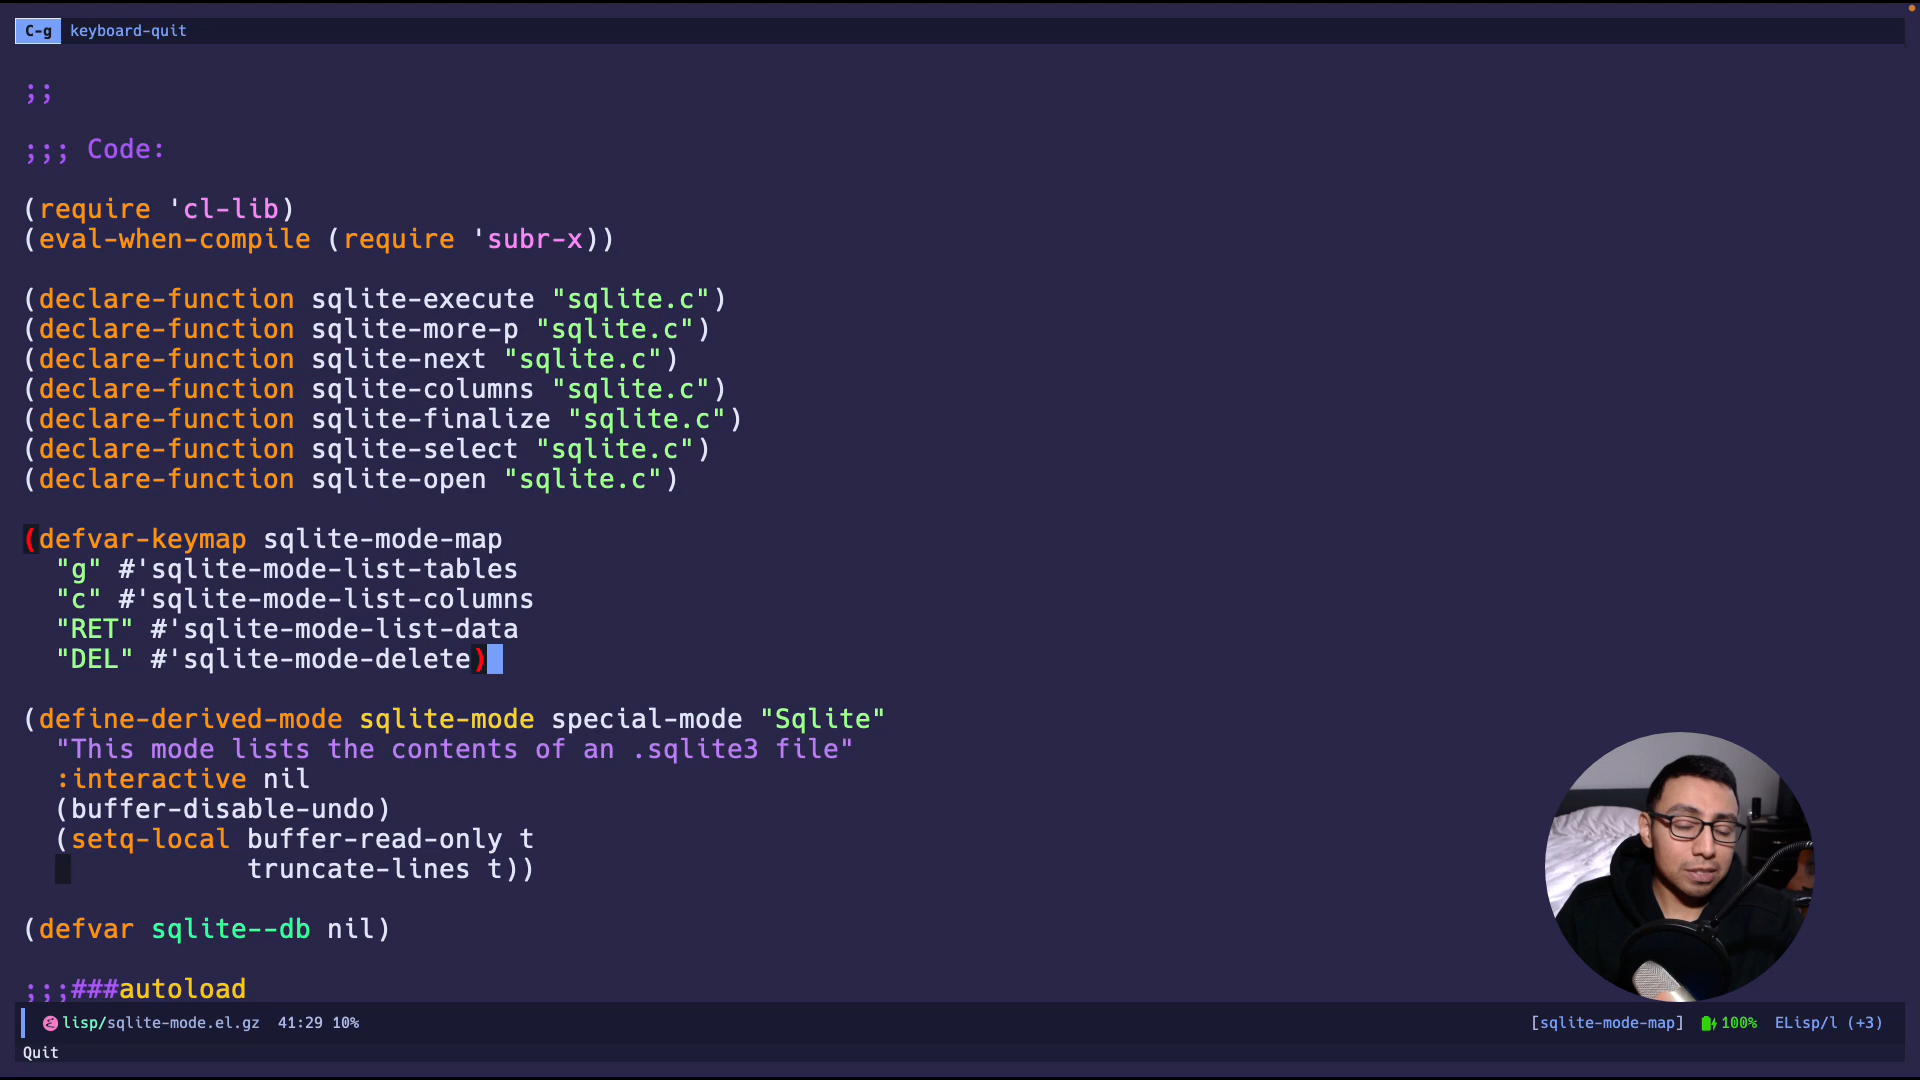 C-g keyboard-quit
;;
;;; Code:
(require 'cl-lib)
(eval-when-compile (require 'subr-x))
(declare-function sqlite-execute "sqlite.c")
(declare-function sqlite-more-p "sqlite.c")
(declare-function sqlite-next "sqlite.c")
(declare-function sqlite-columns "sqlite.c")
(declare-function sqlite-finalize "sqlite.c")
(declare-function sqlite-select "sqlite.c")
(declare-function sqlite-open "sqlite.c")
(defvar-keymap sqlite-mode-map
  "g" #'sqlite-mode-list-tables
  "c" #'sqlite-mode-list-columns
  "RET" #'sqlite-mode-list-data
  "DEL" #'sqlite-mode-delete)
(define-derived-mode sqlite-mode special-mode "Sqlite"
  "This mode lists the contents of an .sqlite3 file"
  :interactive nil
  (buffer-disable-undo)
  (setq-local buffer-read-only t
              truncate-lines t))
(defvar sqlite--db nil)
;;;###autoload
lisp/sqlite-mode.el.gz 41:29 10% [sqlite-mode-map] 100% ELisp/l (+3)
Quit